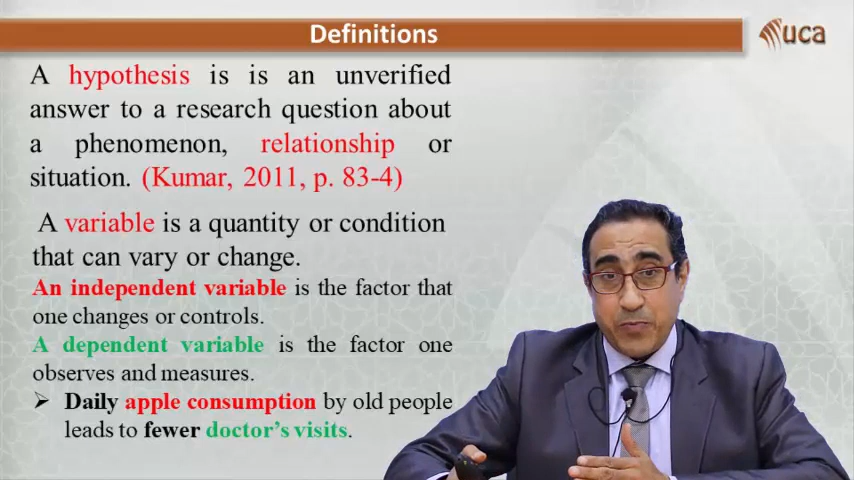 Definitions
uca
A hypothesis is is an unverified
answer to a research question about
a phenomenon, relationship or
situation. (Kumar, 2011, p. 83-4)
A variable is a quantity or condition
that can vary or change.
An independent variable is the factor that
one changes or controls.
A dependent variable is the factor one
observes and measures.
➢ Daily apple consumption by old people
leads to fewer doctor's visits.